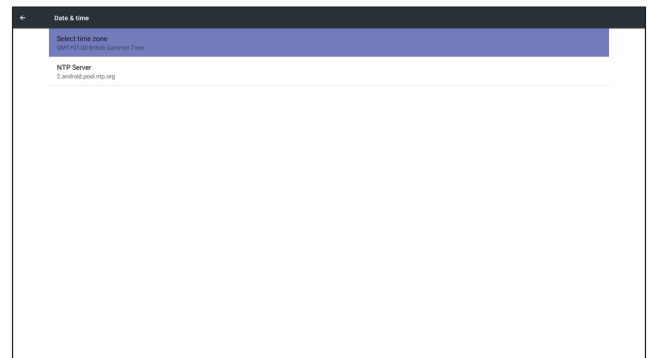 Date & time
Select time zone
GMT+01:00 British Summer Time
NTP Server
2.android.pool.ntp.org